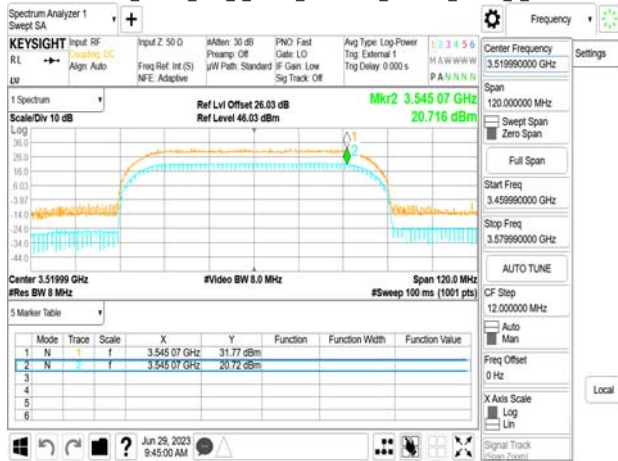 Spectrum Analyzer 1
Swept SA
Frequency
Settings
KEYSIGHT Input: RF
Coupling: DC
Align: Auto
RL
Input Z: 50 Ω
Freq Ref: Int (S)
NFE: Adaptive
#Atten: 30 dB
Preamp: Off
µW Path: Standard
PNO: Fast
Gate: LO
IF Gain: Low
Sig Track: Off
Avg Type: Log-Power
Trig: External 1
Trig Delay: 0.000 s
1 2 3 4 5 6
M A W W W W
P A N N N N
1 Spectrum
Scale/Div 10 dB
Ref Lvl Offset 26.03 dB
Ref Level 46.03 dBm
Mkr2 3.545 07 GHz
20.716 dBm
Log
36.0
26.0
16.0
6.03
-3.97
-14.0
-24.0
-34.0
-44.0
1
2
Center 3.51999 GHz
#Res BW 8 MHz
#Video BW 8.0 MHz
Span 120.0 MHz
#Sweep 100 ms (1001 pts)
5 Marker Table
Mode Trace Scale X Y Function Function Width Function Value
1 N 1 f 3.545 07 GHz 31.77 dBm
2 N 2 f 3.545 07 GHz 20.72 dBm
3
4
5
6
Center Frequency
3.519990000 GHz
Span
120.000000 MHz
Swept Span
Zero Span
Full Span
Start Freq
3.459990000 GHz
Stop Freq
3.579990000 GHz
AUTO TUNE
CF Step
12.000000 MHz
Auto
Man
Freq Offset
0 Hz
X Axis Scale
Log
Lin
Signal Track
(Span Zoom)
Local
Jun 29, 2023
9:45:00 AM